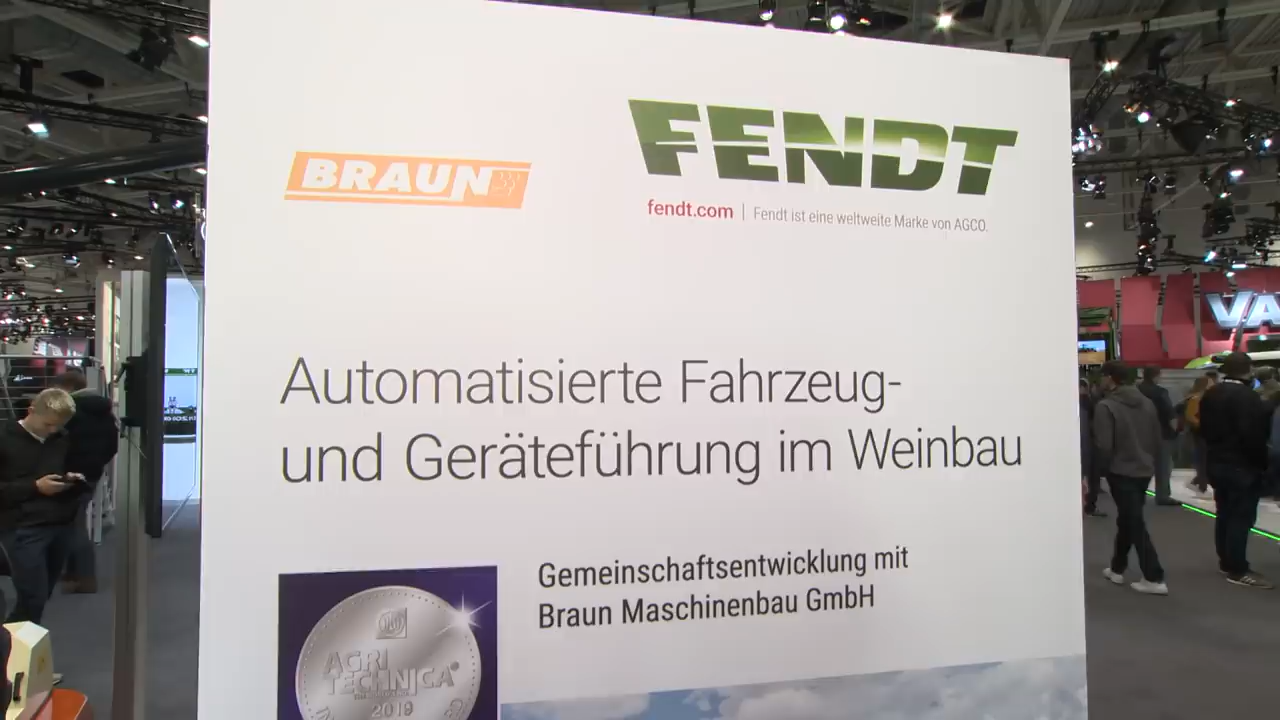 BRAUN
FENDT
fendt.com | Fendt ist eine weltweite Marke von AGCO.
Automatisierte Fahrzeug-
und Geräteführung im Weinbau
Gemeinschaftsentwicklung mit
Braun Maschinenbau GmbH
AGRI
TECHNICA
2019
VA